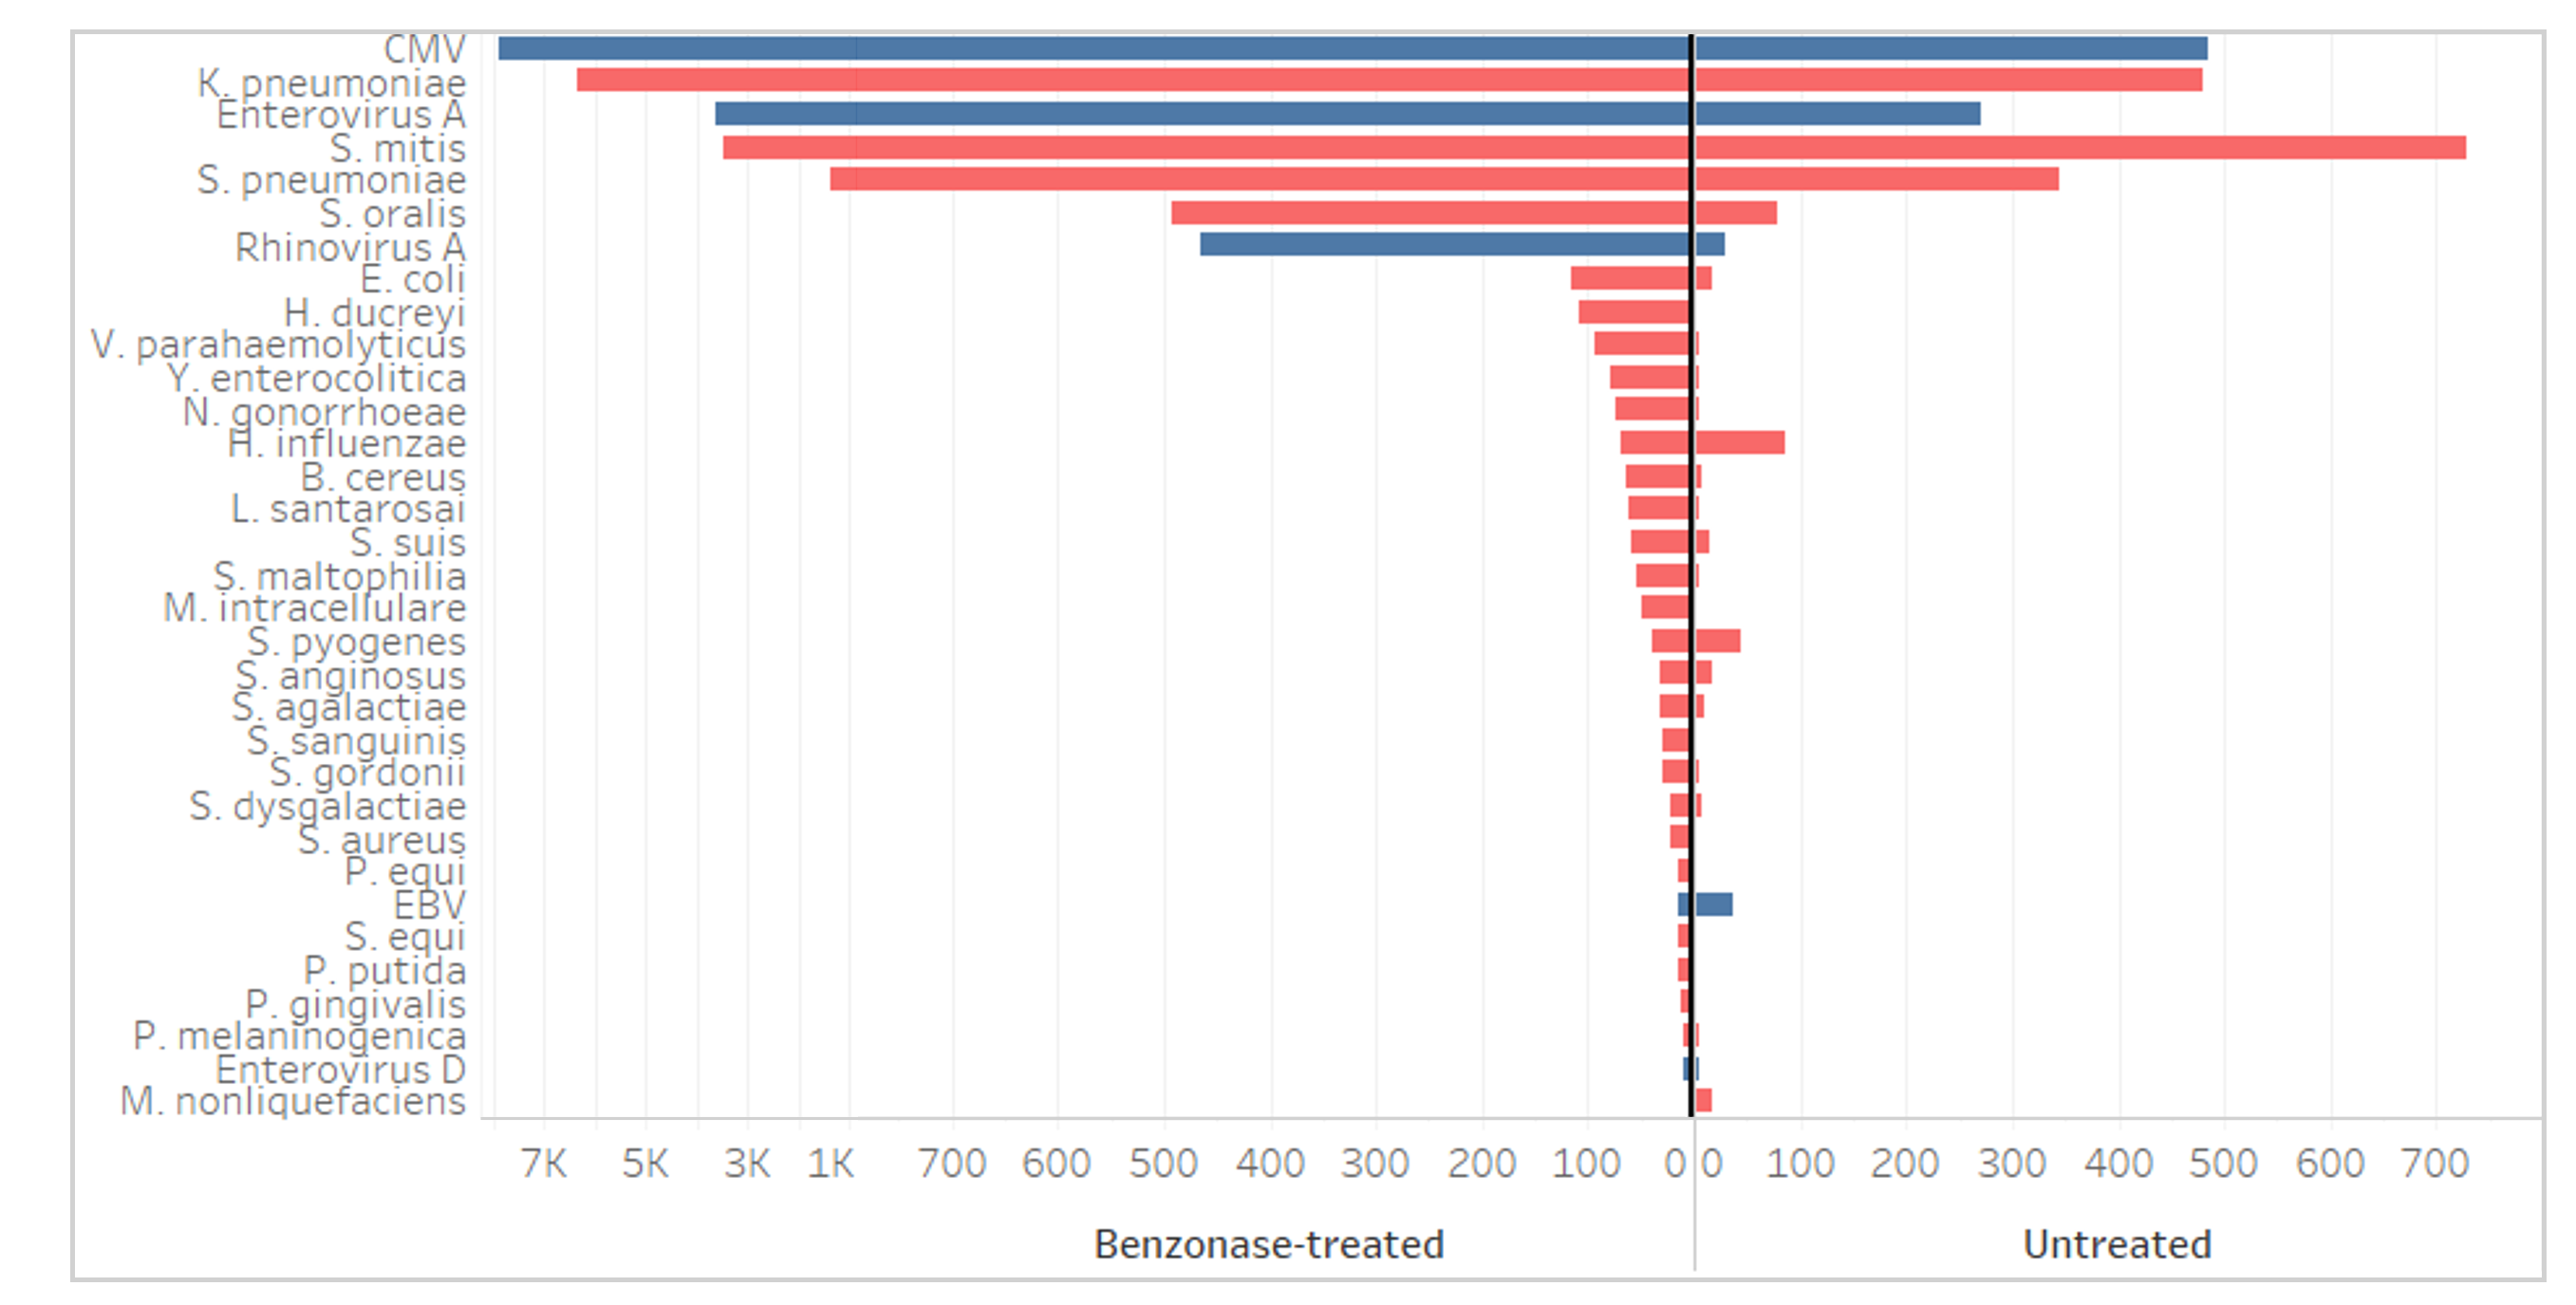 CMV
K. pneumoniae
Enterovirus A
S. mitis
S. pneumoniae
S. oralis
Rhinovirus A
E. coli
H. ducreyi
V. parahaemolyticus
Y. enterocolitica
N. gonorrhoeae
H. influenzae
B. cereus
L. santarosai
S. suis
S. maltophilia
M. intracellulare
S. pyogenes
S. anginosus
S. agalactiae
S. sanguinis
S. gordonii
S. dysgalactiae
S. aureus
P. equi
EBV
S. equi
P. putida
P. gingivalis
P. melaninogenica
Enterovirus D
M. nonliquefaciens
7K 5K 3K 1K 700 600 500 400 300 200 100 0 0 100 200 300 400 500 600 700
Benzonase-treated Untreated